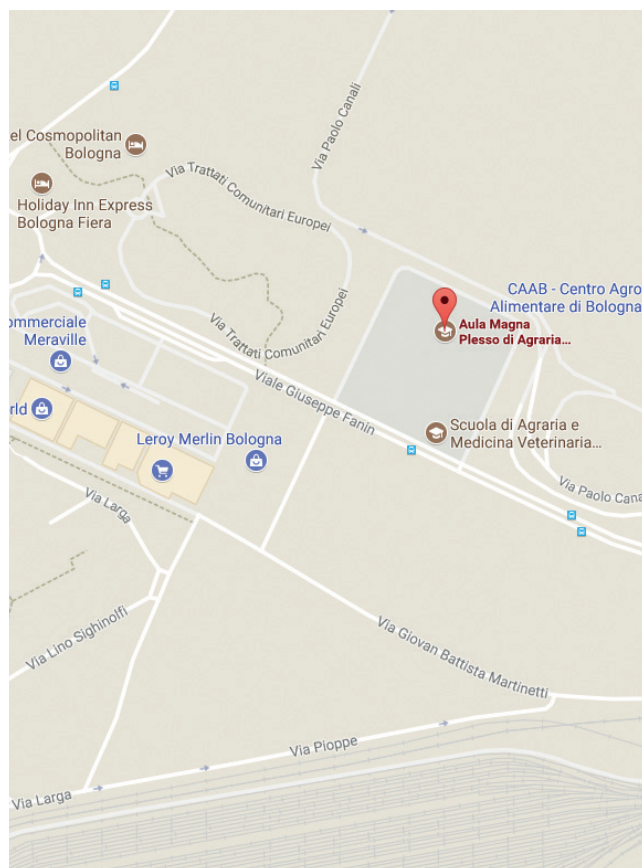 Via Paolo Canali
el Cosmopolitan
Bologna
Via Trattati Comunitari Europei
Holiday Inn Express
Bologna Fiera
CAAB - Centro Agro
Alimentare di Bologna
Via Trattati Comunitari Europei
ommerciale
Meraville
Aula Magna
Plesso di Agraria...
Viale Giuseppe Fanin
rld
Leroy Merlin Bologna
Scuola di Agraria e
Medicina Veterinaria...
Via Paolo Cana
Via Larga
Via Lino Sighinolfi
Via Giovan Battista Martinetti
Via Pioppe
Via Larga